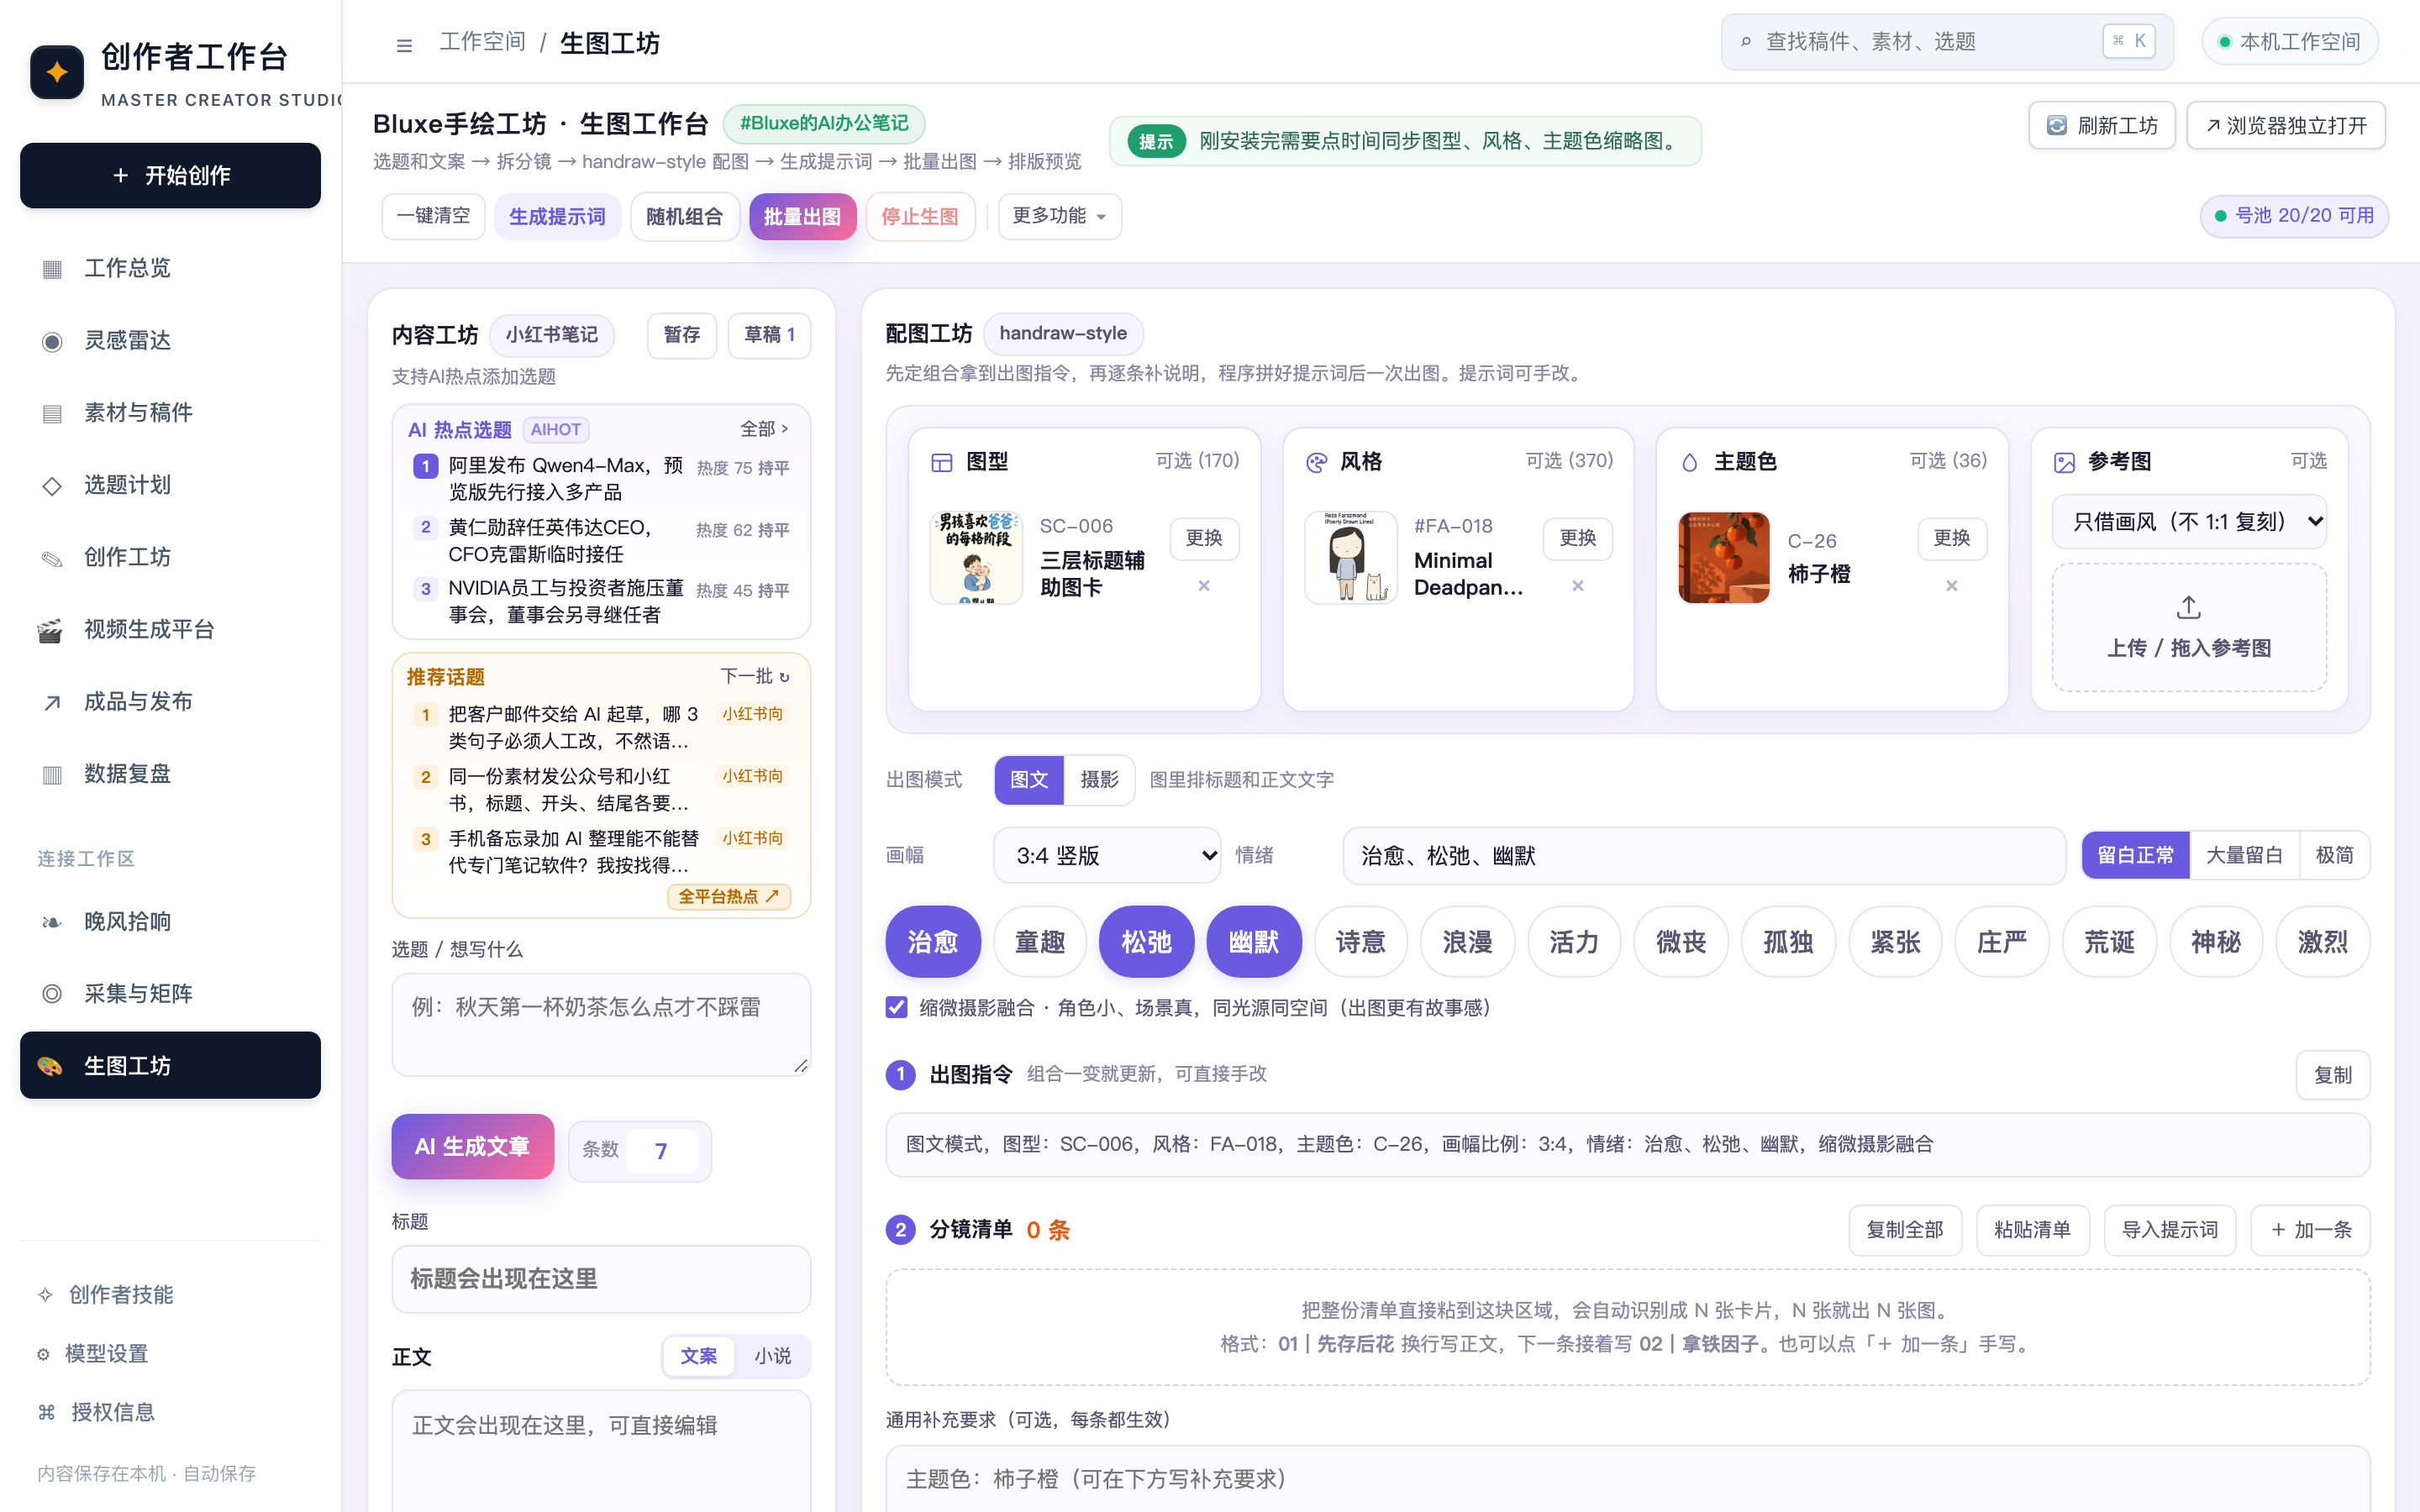 创作者工作台
MASTER CREATOR STUDIO
+ 开始创作
工作总览
灵感雷达
素材与稿件
选题计划
创作工坊
视频生成平台
成品与发布
数据复盘
连接工作区
晚风拾响
采集与矩阵
生图工坊
创作者技能
模型设置
授权信息
内容保存在本机 · 自动保存
工作空间 / 生图工坊
查找稿件、素材、选题 ⌘ K
本机工作空间
Bluxe手绘工坊 · 生图工作台 #Bluxe的AI办公笔记
选题和文案 → 拆分镜 → handraw-style 配图 → 生成提示词 → 批量出图 → 排版预览
提示 刚安装完需要点时间同步图型、风格、主题色缩略图。
刷新工坊 ↗ 浏览器独立打开
一键清空 生成提示词 随机组合 批量出图 停止生图 更多功能
号池 20/20 可用
内容工坊 小红书笔记 暂存 草稿 1
支持AI热点添加选题
AI 热点选题 AIHOT 全部 ›
1 阿里发布 Qwen4-Max，预 热度 75 持平
览版先行接入多产品
2 黄仁勋辞任英伟达CEO， 热度 62 持平
CFO克雷斯临时接任
3 NVIDIA员工与投资者施压董 热度 45 持平
事会，董事会另寻继任者
推荐话题 下一批 ↻
1 把客户邮件交给 AI 起草，哪 3 小红书向
类句子必须人工改，不然语...
2 同一份素材发公众号和小红 小红书向
书，标题、开头、结尾各要...
3 手机备忘录加 AI 整理能不能替 小红书向
代专门笔记软件？我按找得...
全平台热点 ↗
选题 / 想写什么
例：秋天第一杯奶茶怎么点才不踩雷
AI 生成文章 条数 7
标题
标题会出现在这里
正文 文案 小说
正文会出现在这里，可直接编辑
配图工坊 handraw-style
先定组合拿到出图指令，再逐条补说明，程序拼好提示词后一次出图。提示词可手改。
图型 可选 (170)
男孩喜欢爸爸
的每格阶段
SC-006 更换
三层标题辅
助图卡
×
风格 可选 (370)
Reza Farazmand
(Poorly Drawn Lines)
#FA-018 更换
Minimal
Deadpan...
×
主题色 可选 (36)
C-26 更换
柿子橙
×
参考图 可选
只借画风（不 1:1 复刻）
上传 / 拖入参考图
出图模式 图文 摄影 图里排标题和正文文字
画幅 3:4 竖版 情绪 治愈、松弛、幽默 留白正常 大量留白 极简
治愈 童趣 松弛 幽默 诗意 浪漫 活力 微丧 孤独 紧张 庄严 荒诞 神秘 激烈
缩微摄影融合 · 角色小、场景真，同光源同空间（出图更有故事感）
1 出图指令 组合一变就更新，可直接手改 复制
图文模式，图型：SC-006，风格：FA-018，主题色：C-26，画幅比例：3:4，情绪：治愈、松弛、幽默，缩微摄影融合
2 分镜清单 0 条 复制全部 粘贴清单 导入提示词 + 加一条
把整份清单直接粘到这块区域，会自动识别成 N 张卡片，N 张就出 N 张图。
格式：01 | 先存后花 换行写正文，下一条接着写 02 | 拿铁因子。也可以点「+ 加一条」手写。
通用补充要求（可选，每条都生效）
主题色：柿子橙（可在下方写补充要求）